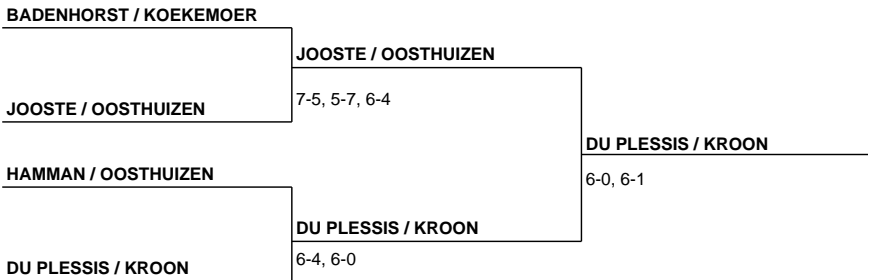 BADENHORST / KOEKEMOER
JOOSTE / OOSTHUIZEN
JOOSTE / OOSTHUIZEN
7-5, 5-7, 6-4
DU PLESSIS / KROON
HAMMAN / OOSTHUIZEN
6-0, 6-1
DU PLESSIS / KROON
DU PLESSIS / KROON
6-4, 6-0